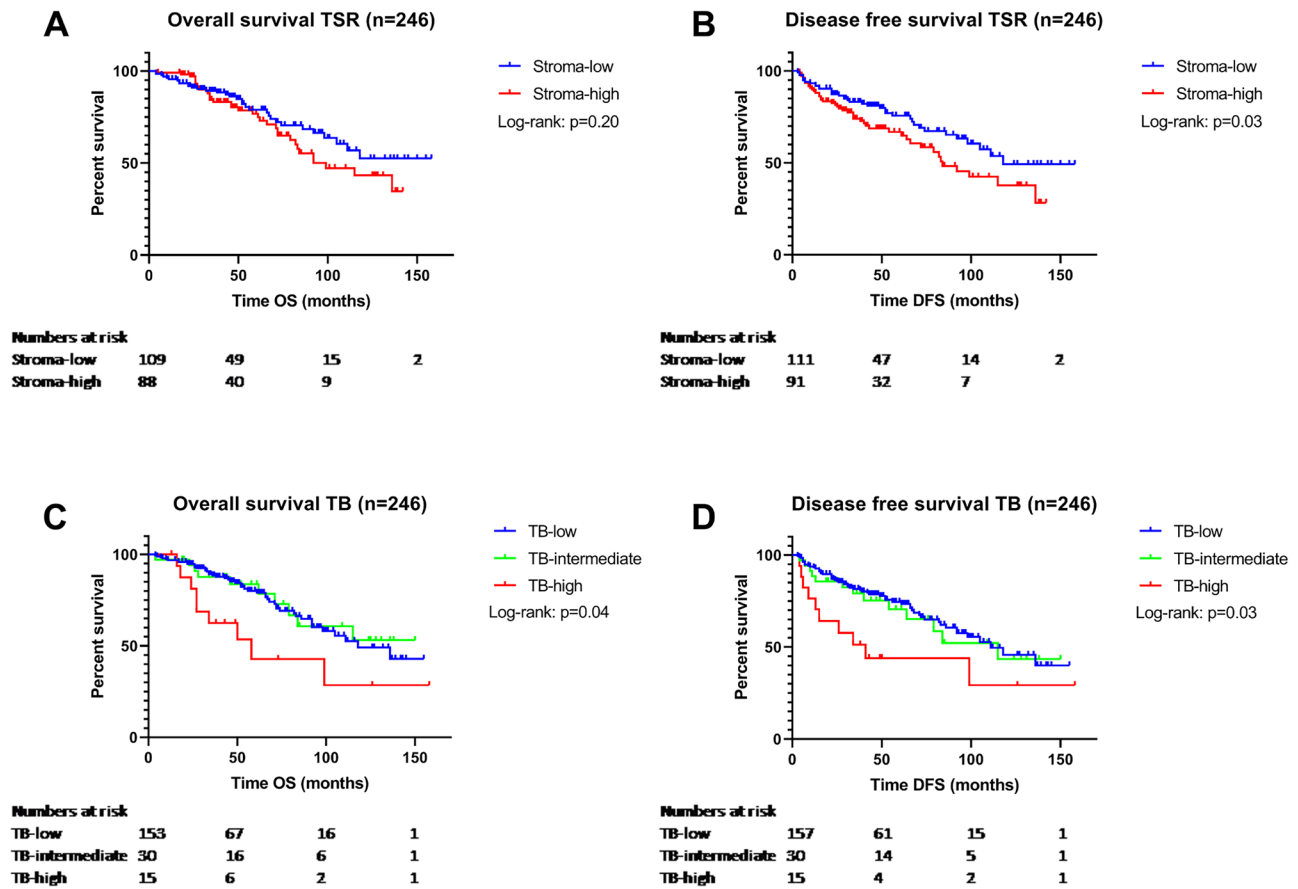 A
Overall survival TSR (n=246)
Percent survival
100
50
0
0 50 100 150
Time OS (months)
Stroma-low
Stroma-high
Log-rank: p=0.20
Numbers at risk
Stroma-low 109 49 15 2
Stroma-high 88 40 9
B
Disease free survival TSR (n=246)
Percent survival
100
50
0
0 50 100 150
Time DFS (months)
Stroma-low
Stroma-high
Log-rank: p=0.03
Numbers at risk
Stroma-low 111 47 14 2
Stroma-high 91 32 7
C
Overall survival TB (n=246)
Percent survival
100
50
0
0 50 100 150
Time OS (months)
TB-low
TB-intermediate
TB-high
Log-rank: p=0.04
Numbers at risk
TB-low 153 67 16 1
TB-intermediate 30 16 6 1
TB-high 15 6 2 1
D
Disease free survival TB (n=246)
Percent survival
100
50
0
0 50 100 150
Time DFS (months)
TB-low
TB-intermediate
TB-high
Log-rank: p=0.03
Numbers at risk
TB-low 157 61 15 1
TB-intermediate 30 14 5 1
TB-high 15 4 2 1